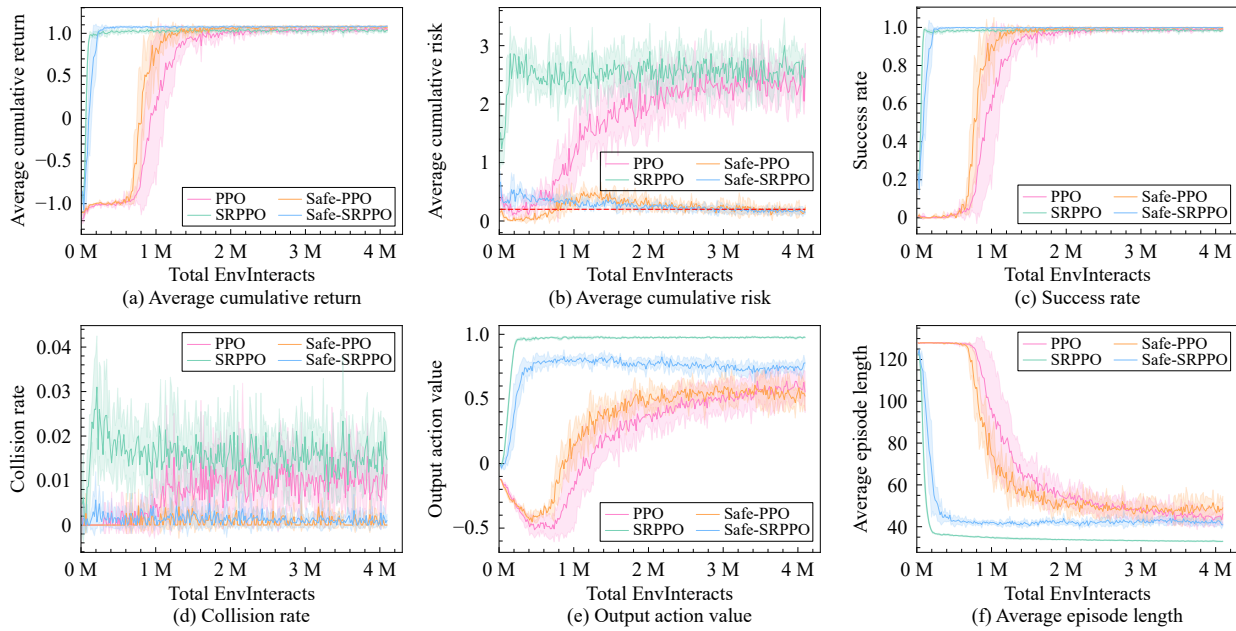 Average cumulative return
1.0
0.5
0
−0.5
−1.0
PPO
Safe-PPO
SRPPO
Safe-SRPPO
0 M
1 M
2 M
3 M
4 M
Total EnvInteracts
(a) Average cumulative return
Average cumulative risk
3
2
1
0
PPO
Safe-PPO
SRPPO
Safe-SRPPO
0 M
1 M
2 M
3 M
4 M
Total EnvInteracts
(b) Average cumulative risk
Success rate
1.0
0.8
0.6
0.4
0.2
0
PPO
Safe-PPO
SRPPO
Safe-SRPPO
0 M
1 M
2 M
3 M
4 M
Total EnvInteracts
(c) Success rate
Collision rate
0.04
0.03
0.02
0.01
0
PPO
Safe-PPO
SRPPO
Safe-SRPPO
0 M
1 M
2 M
3 M
4 M
Total EnvInteracts
(d) Collision rate
Output action value
1.0
0.5
0
−0.5
PPO
Safe-PPO
SRPPO
Safe-SRPPO
0 M
1 M
2 M
3 M
4 M
Total EnvInteracts
(e) Output action value
Average episode length
120
100
80
60
40
PPO
Safe-PPO
SRPPO
Safe-SRPPO
0 M
1 M
2 M
3 M
4 M
Total EnvInteracts
(f) Average episode length